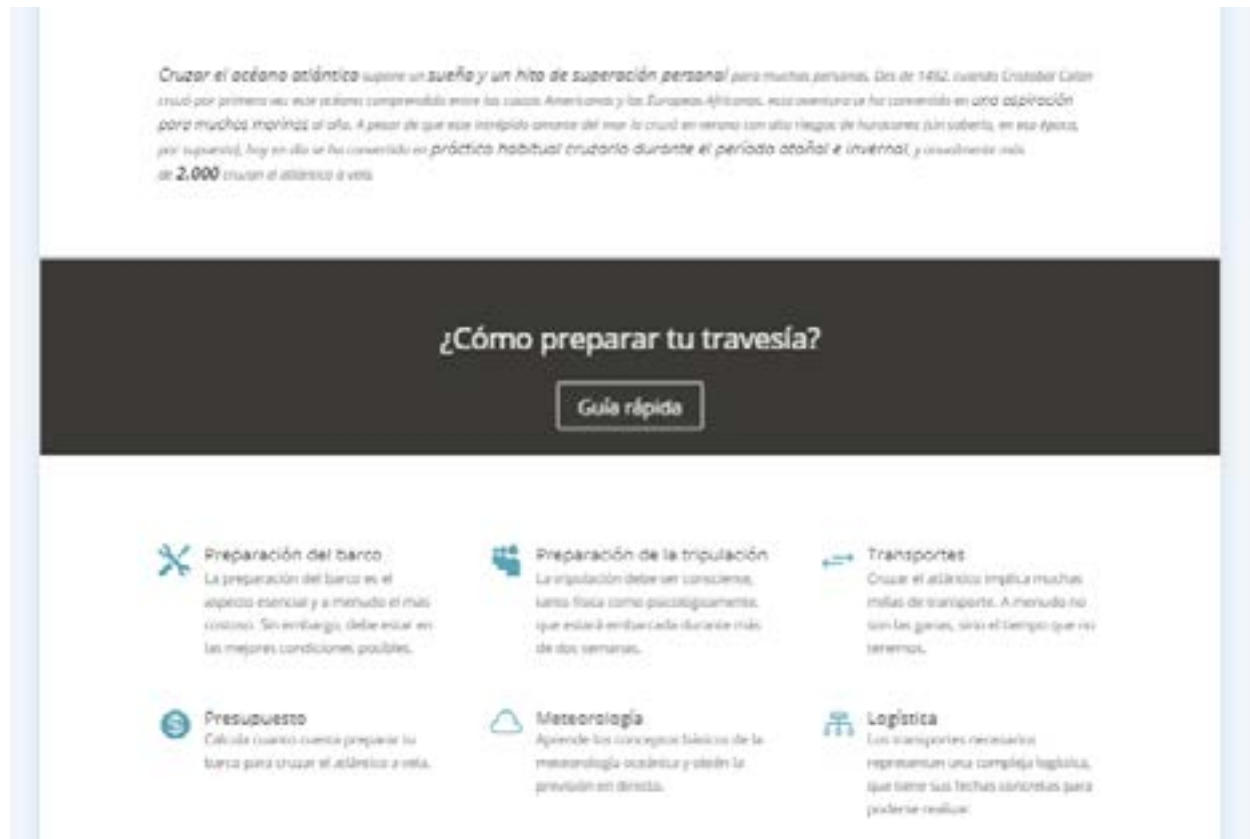 Cruzar el océano atlántico supone un sueño y un hito de superación personal para muchas personas. Des de 1492, cuando Cristobal Colon
cruzó por primera vez este océano comprendido entre las costas Americanas y las Europeas Africanas, esta aventura se ha convertido en una aspiración
para muchos marinos al año. A pesar de que ese intrépido amante del mar lo cruzó en verano con alto riesgos de huracanes (sin saberlo, en esa época,
por supuesto), hoy en día se ha convertido en práctica habitual cruzarlo durante el período otoñal e invernal, y anualmente más
de 2.000 cruzan el atlántico a vela.
¿Cómo preparar tu travesía?
Guía rápida
Preparación del barco
La preparación del barco es el
aspecto esencial y a menudo el más
costoso. Sin embargo, debe estar en
las mejores condiciones posibles.
Preparación de la tripulación
La tripulación debe ser consciente,
tanto física como psicológicamente,
que estará embarcada durante más
de dos semanas.
Transportes
Cruzar el atlántico implica muchas
millas de transporte. A menudo no
son las ganas, sino el tiempo que no
tenemos.
Presupuesto
Calcula cuanto cuesta preparar tu
barco para cruzar el atlántico a vela.
Meteorología
Aprende los conceptos básicos de la
meteorología oceánica y obtén la
previsión en directo.
Logística
Los transportes necesarios
representan una compleja logística,
que tiene sus fechas concretas para
poderse realizar.